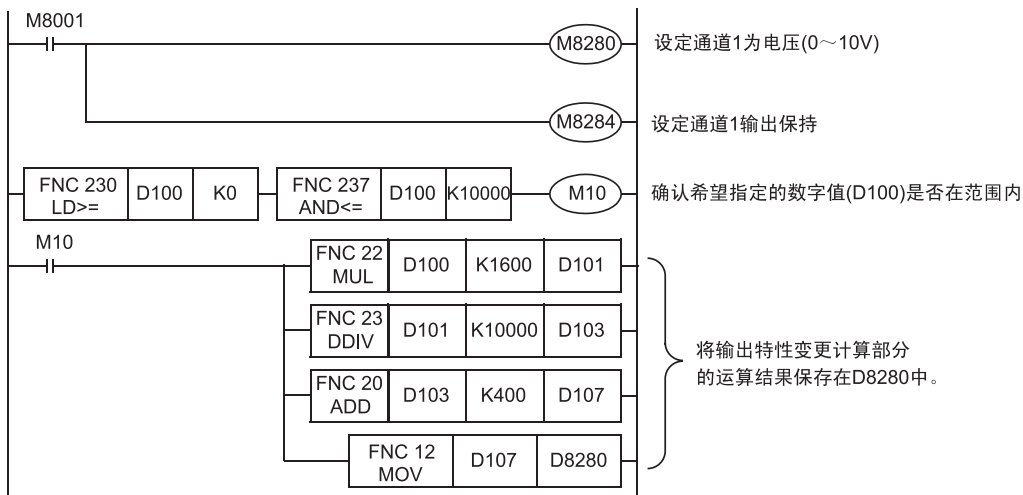 M8001
M8280
设定通道1为电压(0～10V)
M8284
设定通道1输出保持
FNC 230
LD>=
D100
K0
FNC 237
AND<=
D100
K10000
M10
确认希望指定的数字值(D100)是否在范围内
M10
FNC 22
MUL
D100
K1600
D101
FNC 23
DDIV
D101
K10000
D103
FNC 20
ADD
D103
K400
D107
将输出特性变更计算部分
的运算结果保存在D8280中。
FNC 12
MOV
D107
D8280